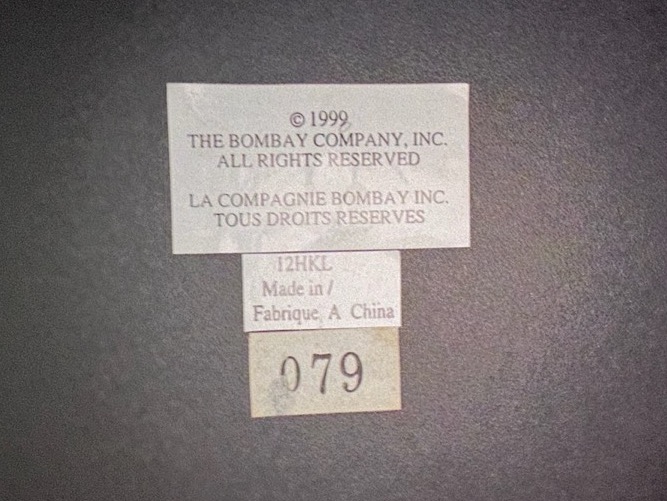 © 1999
THE BOMBAY COMPANY, INC.
ALL RIGHTS RESERVED
LA COMPAGNIE BOMBAY INC.
TOUS DROITS RESERVES
12HKL
Made in /
Fabrique A China
079